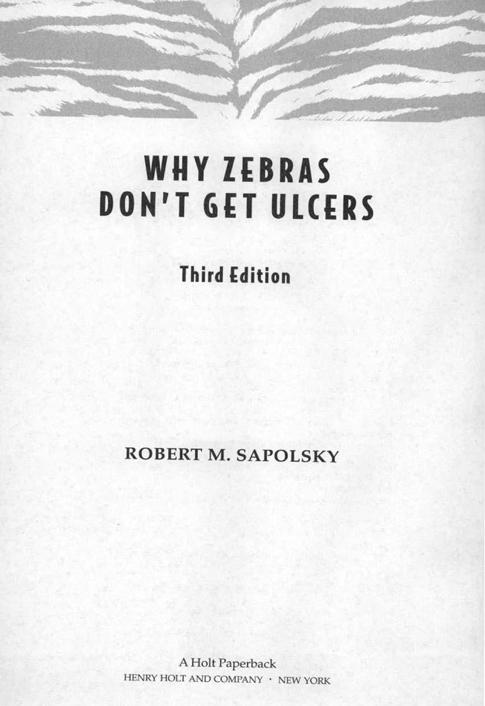 WHY ZEBRAS
DON'T GET ULCERS
Third Edition
ROBERT M. SAPOLSKY
A Holt Paperback
HENRY HOLT AND COMPANY · NEW YORK